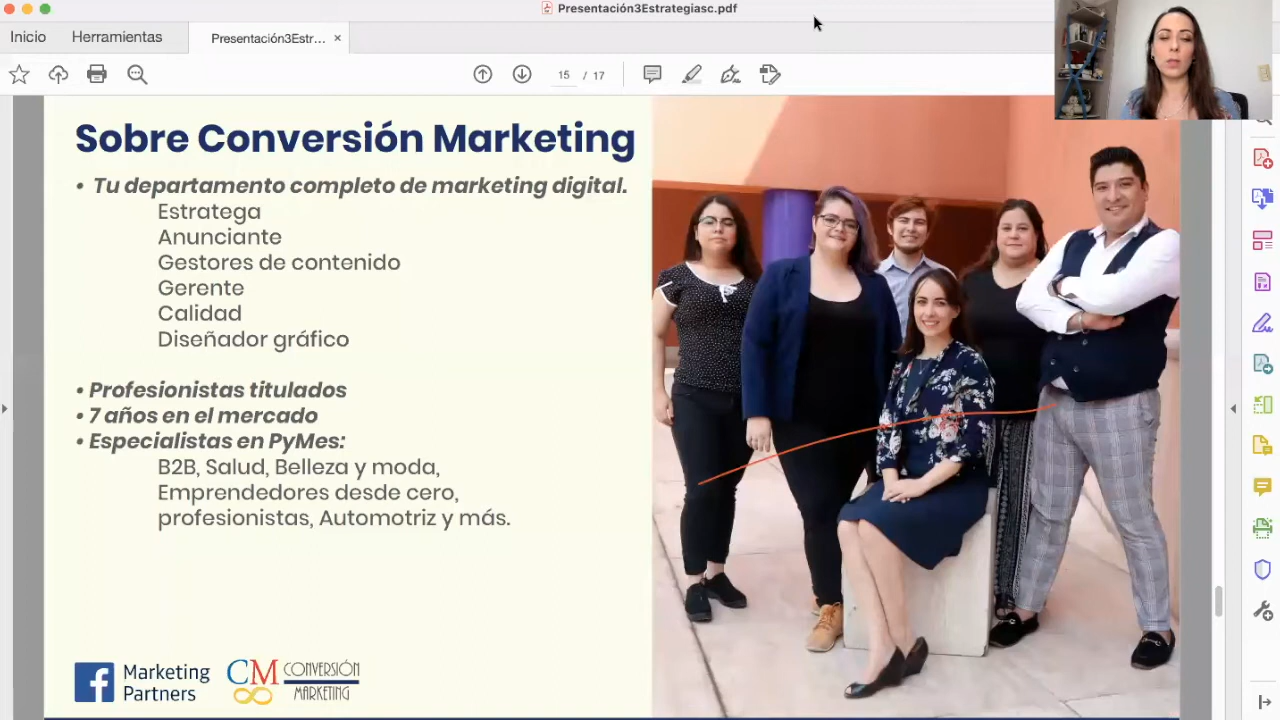 Presentación3Estrategiasc.pdf
Inicio
Herramientas
Presentación3Estr...
15 / 17
Sobre Conversión Marketing
• Tu departamento completo de marketing digital.
Estratega
Anunciante
Gestores de contenido
Gerente
Calidad
Diseñador gráfico
• Profesionistas titulados
• 7 años en el mercado
• Especialistas en PyMes:
B2B, Salud, Belleza y moda,
Emprendedores desde cero,
profesionistas, Automotriz y más.
f
Marketing
Partners
CM
CONVERSIÓN
MARKETING